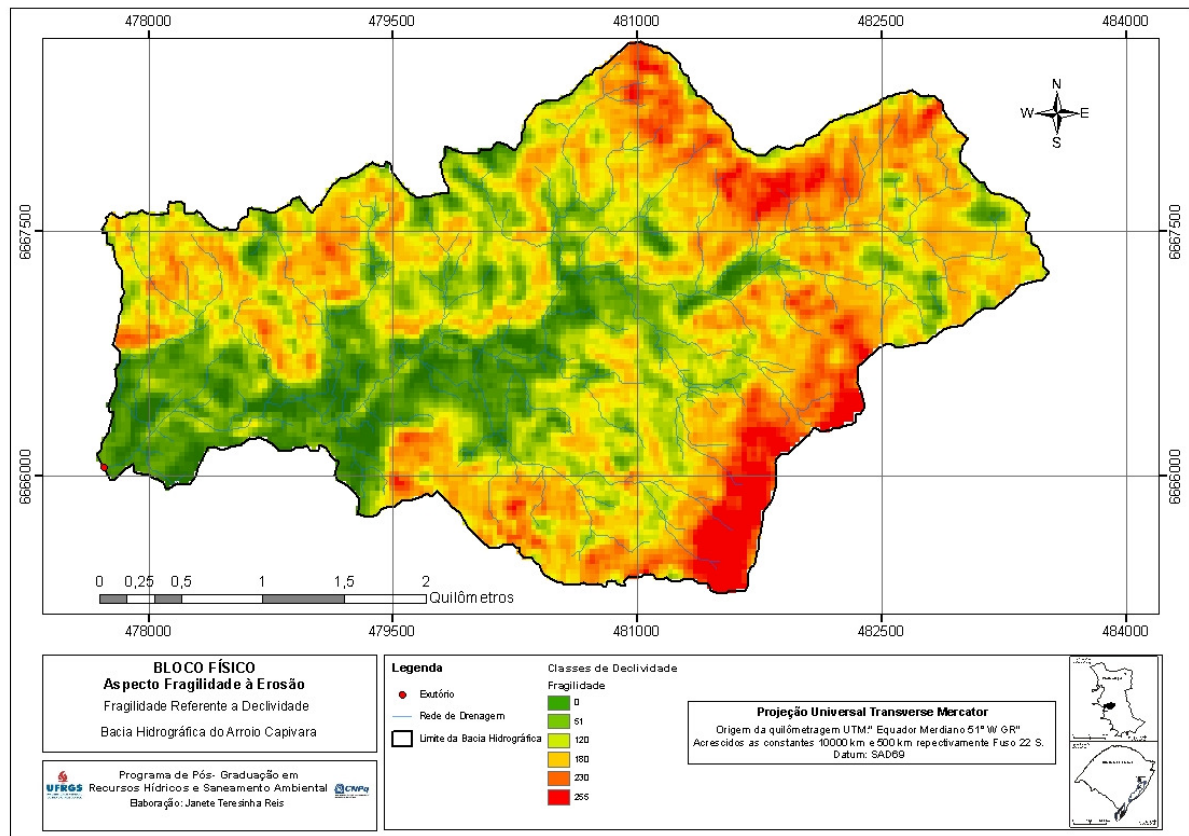 478000 479500 481000 482500 484000
N
W E
S
6667500 6667500
6666000 6666000
0 0,25 0,5 1 1,5 2
Quilômetros
478000 479500 481000 482500 484000
BLOCO FÍSICO
Aspecto Fragilidade à Erosão
Fragilidade Referente a Declividade
Bacia Hidrográfica do Arroio Capivara
UFRGS
Programa de Pós- Graduação em
Recursos Hídricos e Saneamento Ambiental
Elaboração: Janete Teresinha Reis
CNPq
Legenda
Exutório
Rede de Drenagem
Limite da Bacia Hidrográfica
Classes de Declividade
Fragilidade
0
51
120
180
230
255
Projeção Universal Transverse Mercator
Origem da quilômetragem UTM:" Equador Merdiano 51° W GR"
Acrescidos as constantes 10000 km e 500 km repectivamente Fuso 22 S.
Datum: SAD69